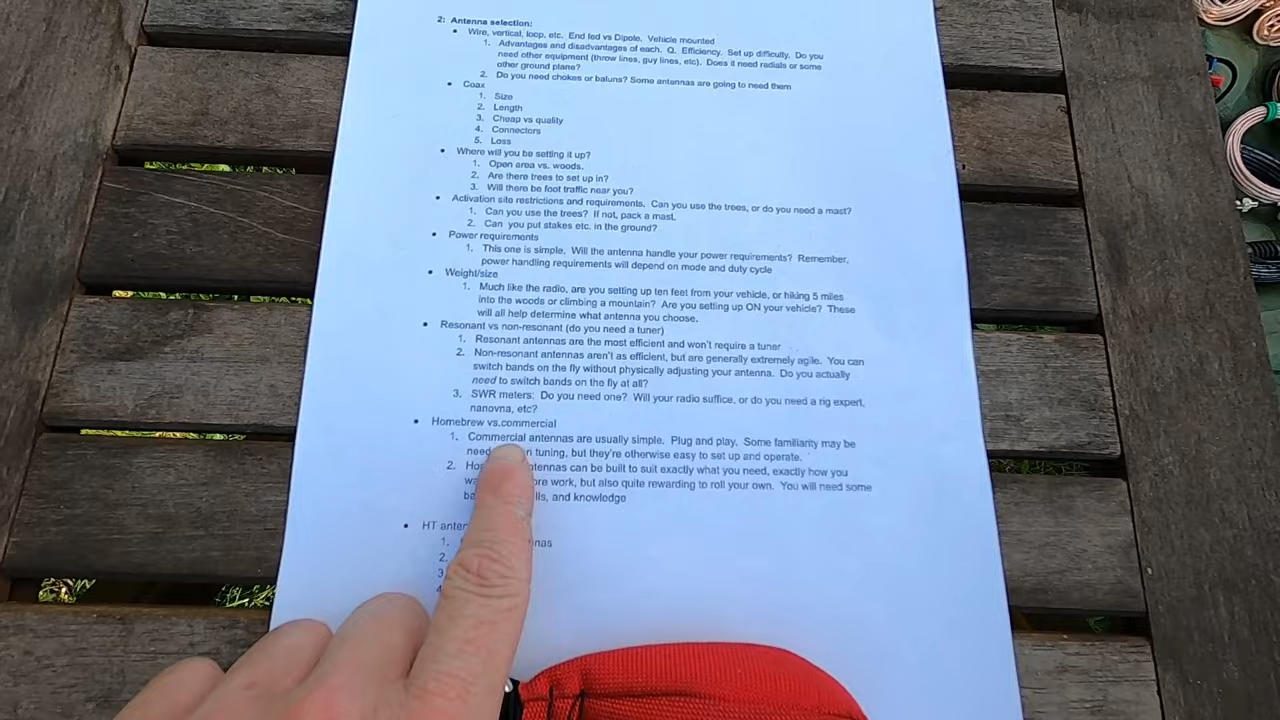 2: Antenna selection:
• Wire, vertical, loop, etc. End fed vs Dipole. Vehicle mounted
1. Advantages and disadvantages of each. Q. Efficiency. Set up difficulty. Do you
need other equipment (throw lines, guy lines, etc). Does it need radials or some
other ground plane?
2. Do you need chokes or baluns? Some antennas are going to need them
• Coax
1. Size
2. Length
3. Cheap vs quality
4. Connectors
5. Loss
• Where will you be setting it up?
1. Open area vs. woods.
2. Are there trees to set up in?
3. Will there be foot traffic near you?
• Activation site restrictions and requirements. Can you use the trees, or do you need a mast?
1. Can you use the trees? If not, pack a mast.
2. Can you put stakes etc. in the ground?
• Power requirements
1. This one is simple. Will the antenna handle your power requirements? Remember,
power handling requirements will depend on mode and duty cycle
• Weight/size
1. Much like the radio, are you setting up ten feet from your vehicle, or hiking 5 miles
into the woods or climbing a mountain? Are you setting up ON your vehicle? These
will all help determine what antenna you choose.
• Resonant vs non-resonant (do you need a tuner)
1. Resonant antennas are the most efficient and won't require a tuner
2. Non-resonant antennas aren't as efficient, but are generally extremely agile. You can
switch bands on the fly without physically adjusting your antenna. Do you actually
need to switch bands on the fly at all?
3. SWR meters: Do you need one? Will your radio suffice, or do you need a rig expert,
nanovna, etc?
• Homebrew vs.commercial
1. Commercial antennas are usually simple. Plug and play. Some familiarity may be
tuning, but they're otherwise easy to set up and operate.
2. can be built to suit exactly what you need, exactly how you
work, but also quite rewarding to roll your own. You will need some
and knowledge
• HT
1.
2.
3